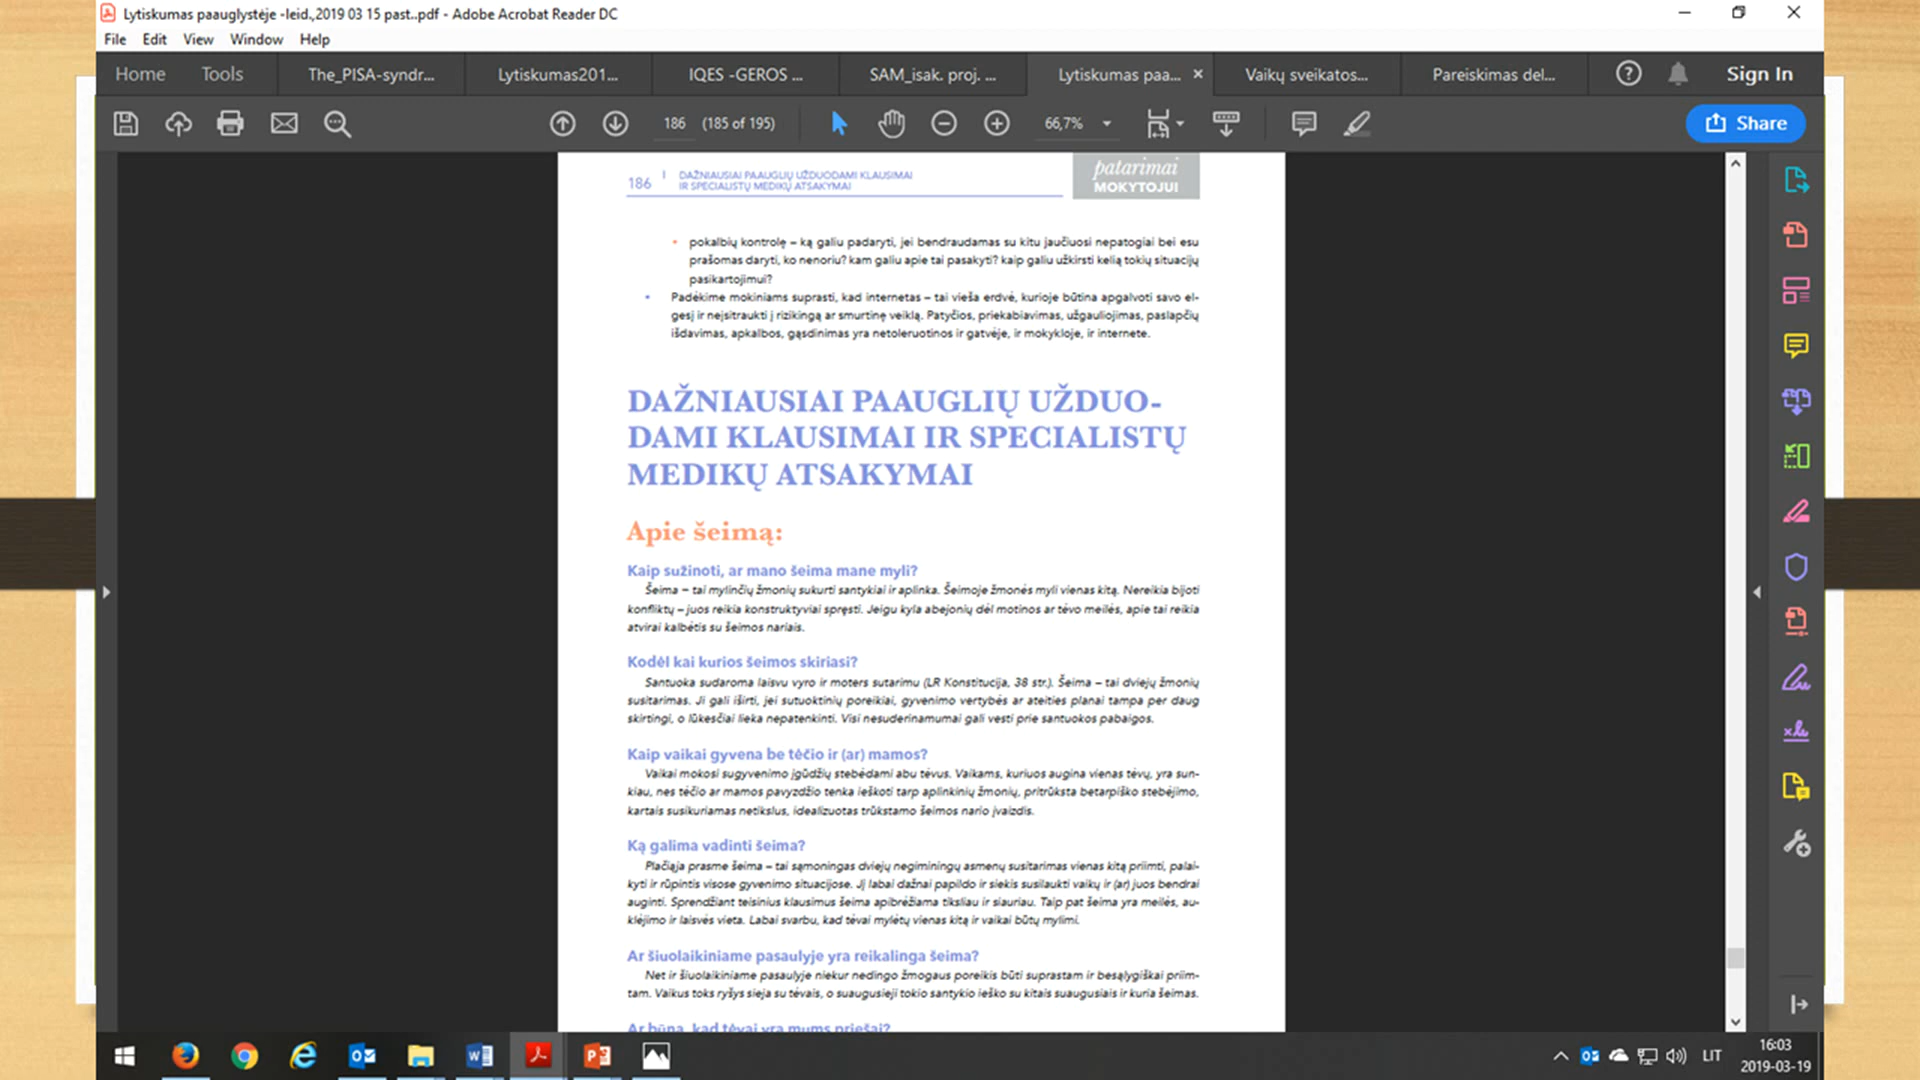 Lytiskumas paauglystėje -leid.,2019 03 15 past..pdf - Adobe Acrobat Reader DC
File Edit View Window Help
Home Tools The_PISA-syndr... Lytiskumas201... IQES -GEROS ... SAM_isak. proj. ... Lytiskumas paa... × Vaikų sveikatos... Pareiskimas del... ? Sign In
186 (185 of 195) 66,7% Share
186 | DAŽNIAUSIAI PAAUGLIŲ UŽDUODAMI KLAUSIMAI
IR SPECIALISTŲ MEDIKŲ ATSAKYMAI
patarimai
MOKYTOJUI
• pokalbių kontrolę – ką galiu padaryti, jei bendraudamas su kitu jaučiuosi nepatogiai bei esu
prašomas daryti, ko nenoriu? kam galiu apie tai pasakyti? kaip galiu užkirsti kelią tokių situacijų
pasikartojimui?
• Padėkime mokiniams suprasti, kad internetas – tai vieša erdvė, kurioje būtina apgalvoti savo el-
gesį ir neįsitraukti į rizikingą ar smurtinę veiklą. Patyčios, priekabiavimas, užgauliojimas, paslapčių
išdavimas, apkalbos, gąsdinimas yra netoleruotinos ir gatvėje, ir mokykloje, ir internete.
DAŽNIAUSIAI PAAUGLIŲ UŽDUO-
DAMI KLAUSIMAI IR SPECIALISTŲ
MEDIKŲ ATSAKYMAI
Apie šeimą:
Kaip sužinoti, ar mano šeima mane myli?
Šeima – tai mylinčių žmonių sukurti santykiai ir aplinka. Šeimoje žmonės myli vienas kitą. Nereikia bijoti
konfliktų – juos reikia konstruktyviai spręsti. Jeigu kyla abejonių dėl motinos ar tėvo meilės, apie tai reikia
atvirai kalbėtis su šeimos nariais.
Kodėl kai kurios šeimos skiriasi?
Santuoka sudaroma laisvu vyro ir moters sutarimu (LR Konstitucija, 38 str.). Šeima – tai dviejų žmonių
susitarimas. Ji gali iširti, jei sutuoktinių poreikiai, gyvenimo vertybės ar ateities planai tampa per daug
skirtingi, o lūkesčiai lieka nepatenkinti. Visi nesuderinamumai gali vesti prie santuokos pabaigos.
Kaip vaikai gyvena be tėčio ir (ar) mamos?
Vaikai mokosi sugyvenimo įgūdžių stebėdami abu tėvus. Vaikams, kuriuos augina vienas tėvų, yra sun-
kiau, nes tėčio ar mamos pavyzdžio tenka ieškoti tarp aplinkinių žmonių, pritrūksta betarpiško stebėjimo,
kartais susikuriamas netikslus, idealizuotas trūkstamo šeimos nario įvaizdis.
Ką galima vadinti šeima?
Plačiąja prasme šeima – tai sąmoningas dviejų negiminingų asmenų susitarimas vienas kitą priimti, palai-
kyti ir rūpintis visose gyvenimo situacijose. Jį labai dažnai papildo ir siekis susilaukti vaikų ir (ar) juos bendrai
auginti. Sprendžiant teisinius klausimus šeima apibrėžiama tiksliau ir siauriau. Taip pat šeima yra meilės, au-
klėjimo ir laisvės vieta. Labai svarbu, kad tėvai mylėtų vienas kitą ir vaikai būtų mylimi.
Ar šiuolaikiniame pasaulyje yra reikalinga šeima?
Net ir šiuolaikiniame pasaulyje niekur nedingo žmogaus poreikis būti suprastam ir besąlygiškai priim-
tam. Vaikus toks ryšys sieja su tėvais, o suaugusieji tokio santykio ieško su kitais suaugusiais ir kuria šeimas.
Ar būna, kad tėvai yra mums priešai?
LIT
16:03
2019-03-19